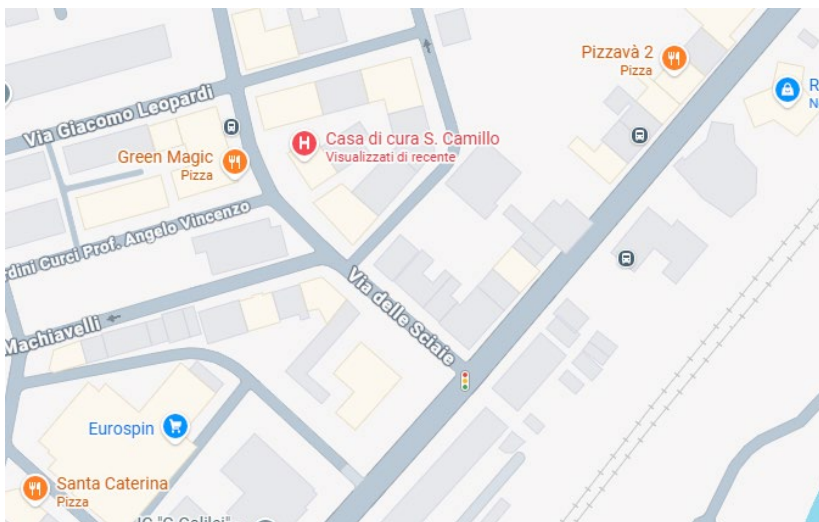 Pizzavà 2
Pizza
R
N
Via Giacomo Leopardi
H
Casa di cura S. Camillo
Visualizzati di recente
Green Magic
Pizza
dini Curci Prof. Angelo Vincenzo
Via delle Sciaie
Machiavelli
Eurospin
Santa Caterina
Pizza